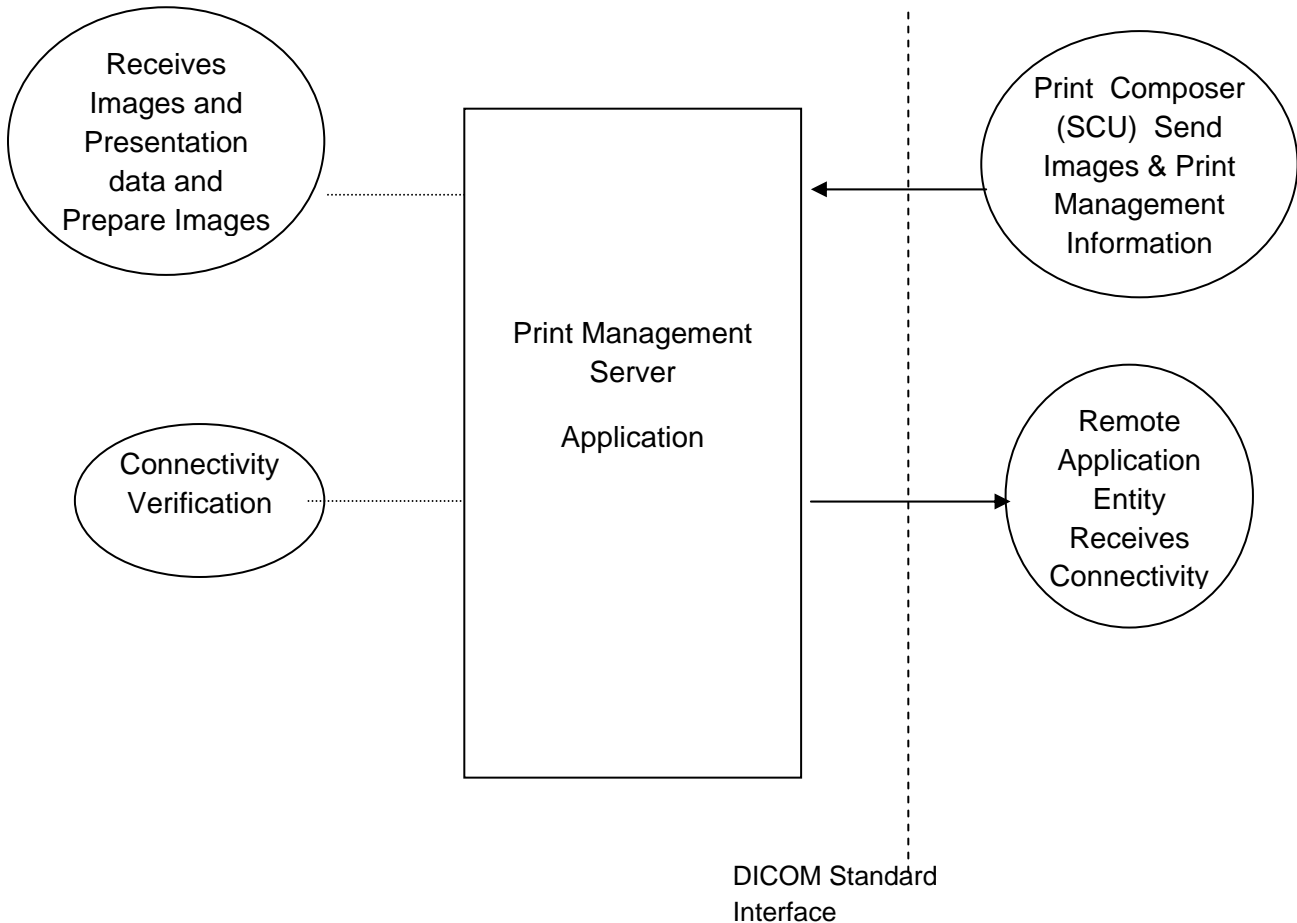 Receives
Images and
Presentation
data and
Prepare Images
Print Composer
(SCU) Send
Images & Print
Management
Information
Print Management
Server
Application
Connectivity
Verification
Remote
Application
Entity
Receives
Connectivity
DICOM Standard
Interface